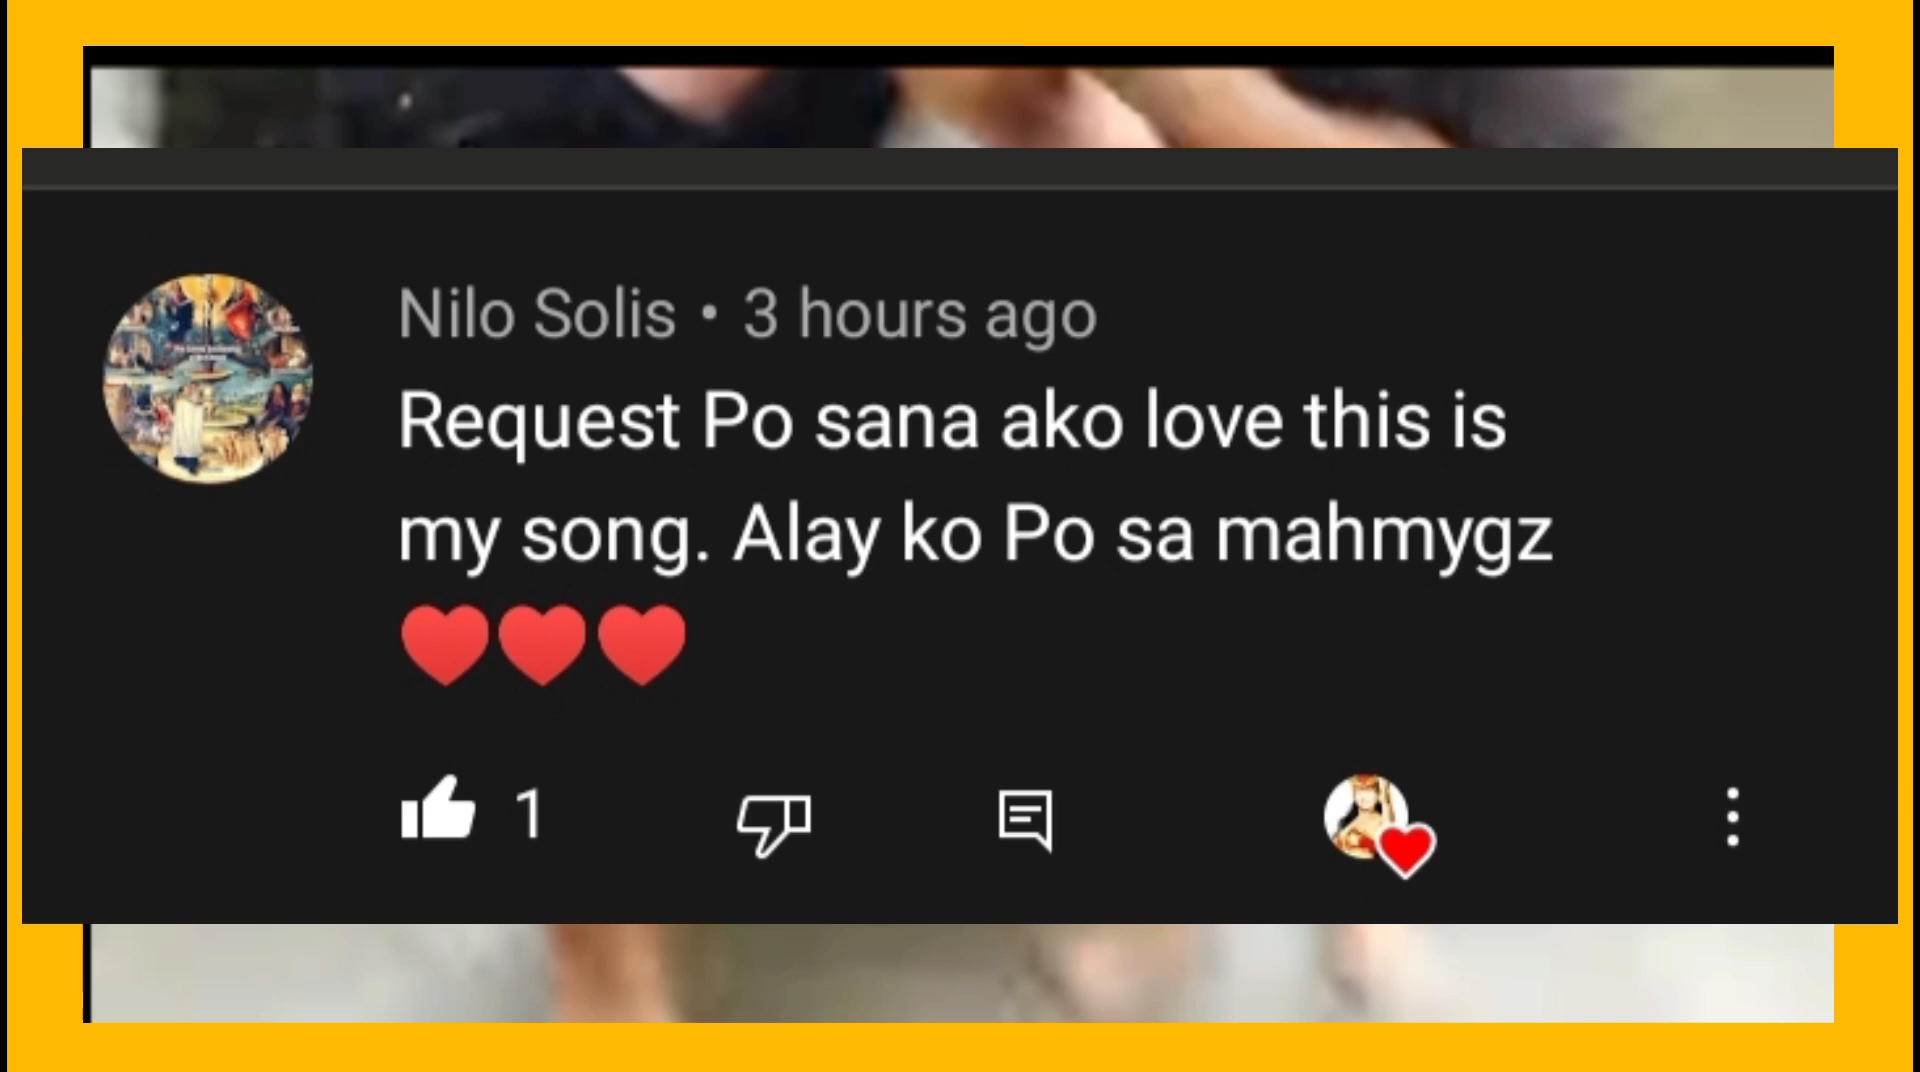 Nilo Solis • 3 hours ago
Request Po sana ako love this is
my song. Alay ko Po sa mahmygz
❤️❤️❤️
1